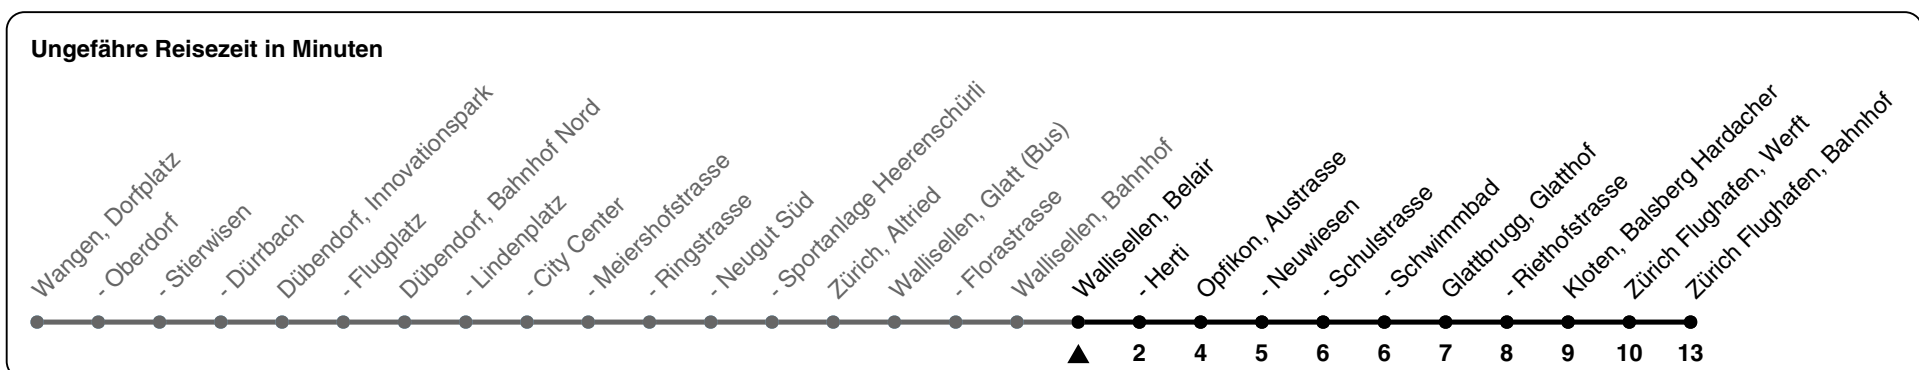 Ungefähre Reisezeit in Minuten
Wangen, Dorfplatz
- Oberdorf
- Stierwisen
- Dürrbach
Dübendorf, Innovationspark
- Flugplatz
Dübendorf, Bahnhof Nord
- Lindenplatz
- City Center
- Meiershofstrasse
- Ringstrasse
- Neugut Süd
- Sportanlage Heerenschürli
Zürich, Altried
Wallisellen, Glatt (Bus)
- Florastrasse
Wallisellen, Bahnhof
Wallisellen, Belair
- Herti
Opfikon, Austrasse
- Neuwiesen
- Schulstrasse
- Schwimmbad
Glattbrugg, Glatthof
- Riethofstrasse
Kloten, Balsberg Hardacher
Zürich Flughafen, Werft
Zürich Flughafen, Bahnhof
2 4 5 6 6 7 8 9 10 13